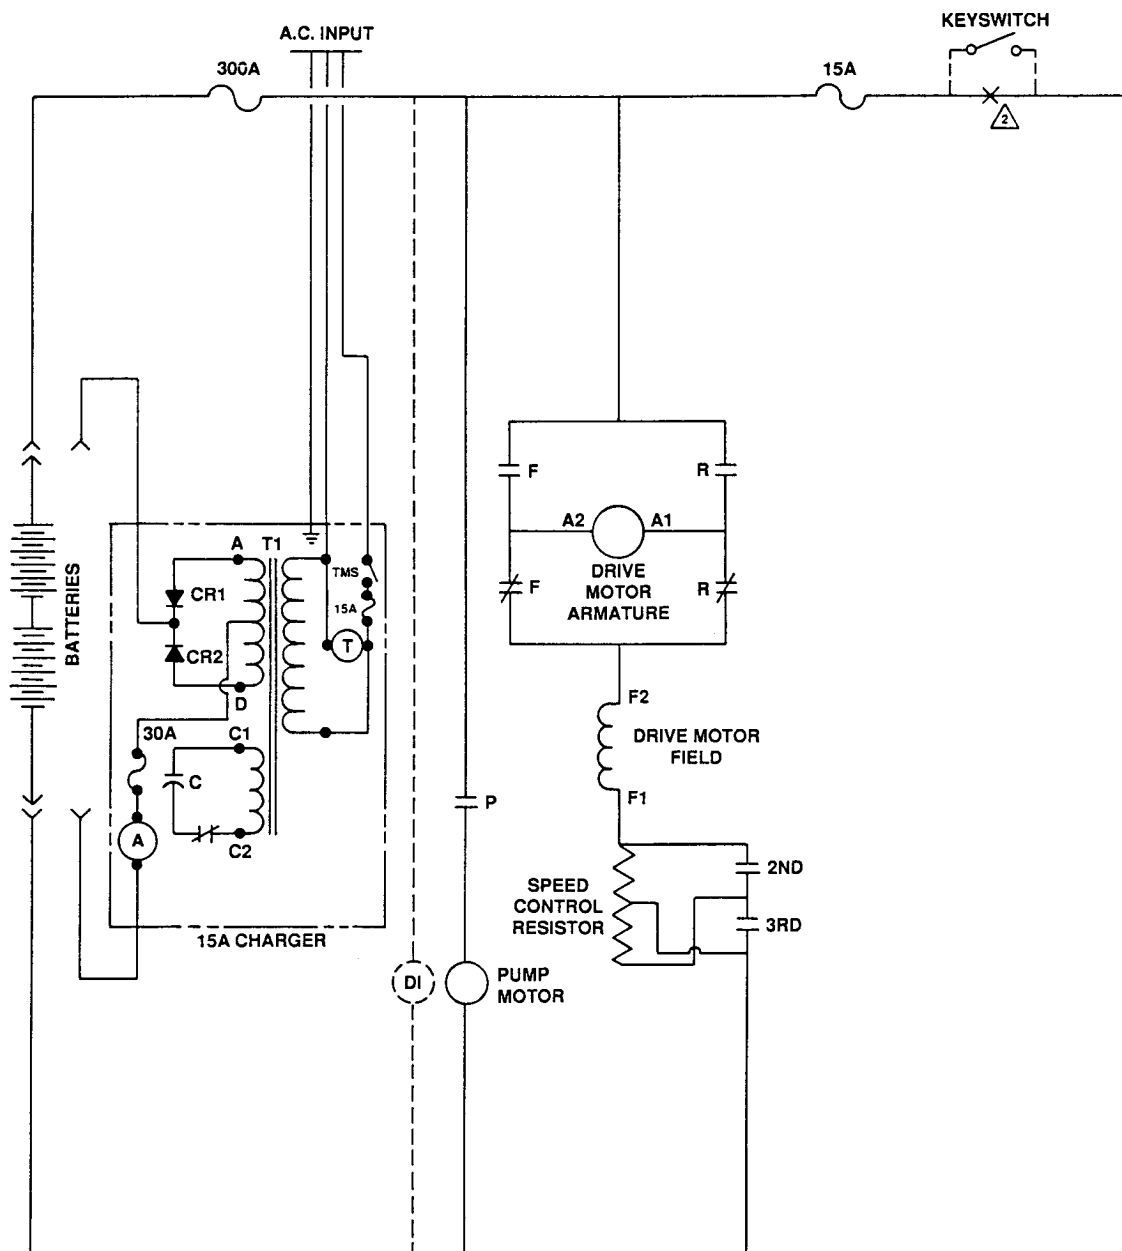 KEYSWITCH
A.C. INPUT
300A
15A
2
F
R
A2
A1
A
T1
TMS
F
DRIVE
MOTOR
ARMATURE
R
CR1
15A
BATTERIES
CR2
T
D
F2
30A
C1
DRIVE MOTOR
FIELD
C
F1
P
A
C2
2ND
SPEED
CONTROL
RESISTOR
3RD
15A CHARGER
DI
PUMP
MOTOR